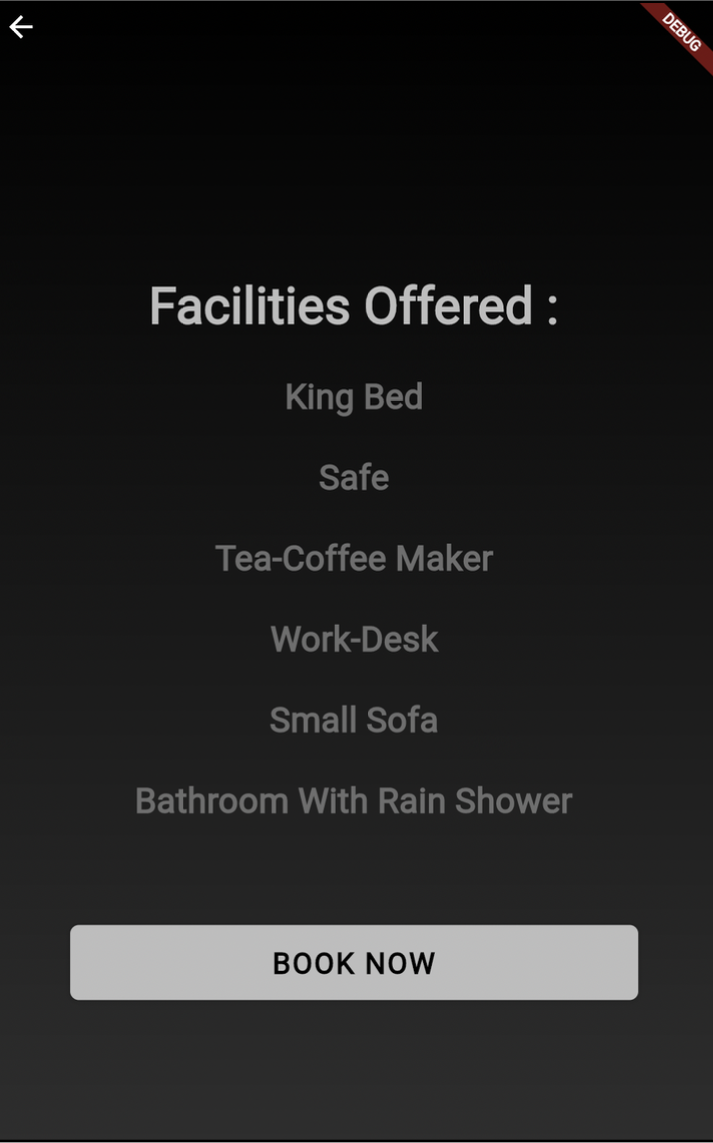 DEBUG
Facilities Offered :
King Bed
Safe
Tea-Coffee Maker
Work-Desk
Small Sofa
Bathroom With Rain Shower
BOOK NOW